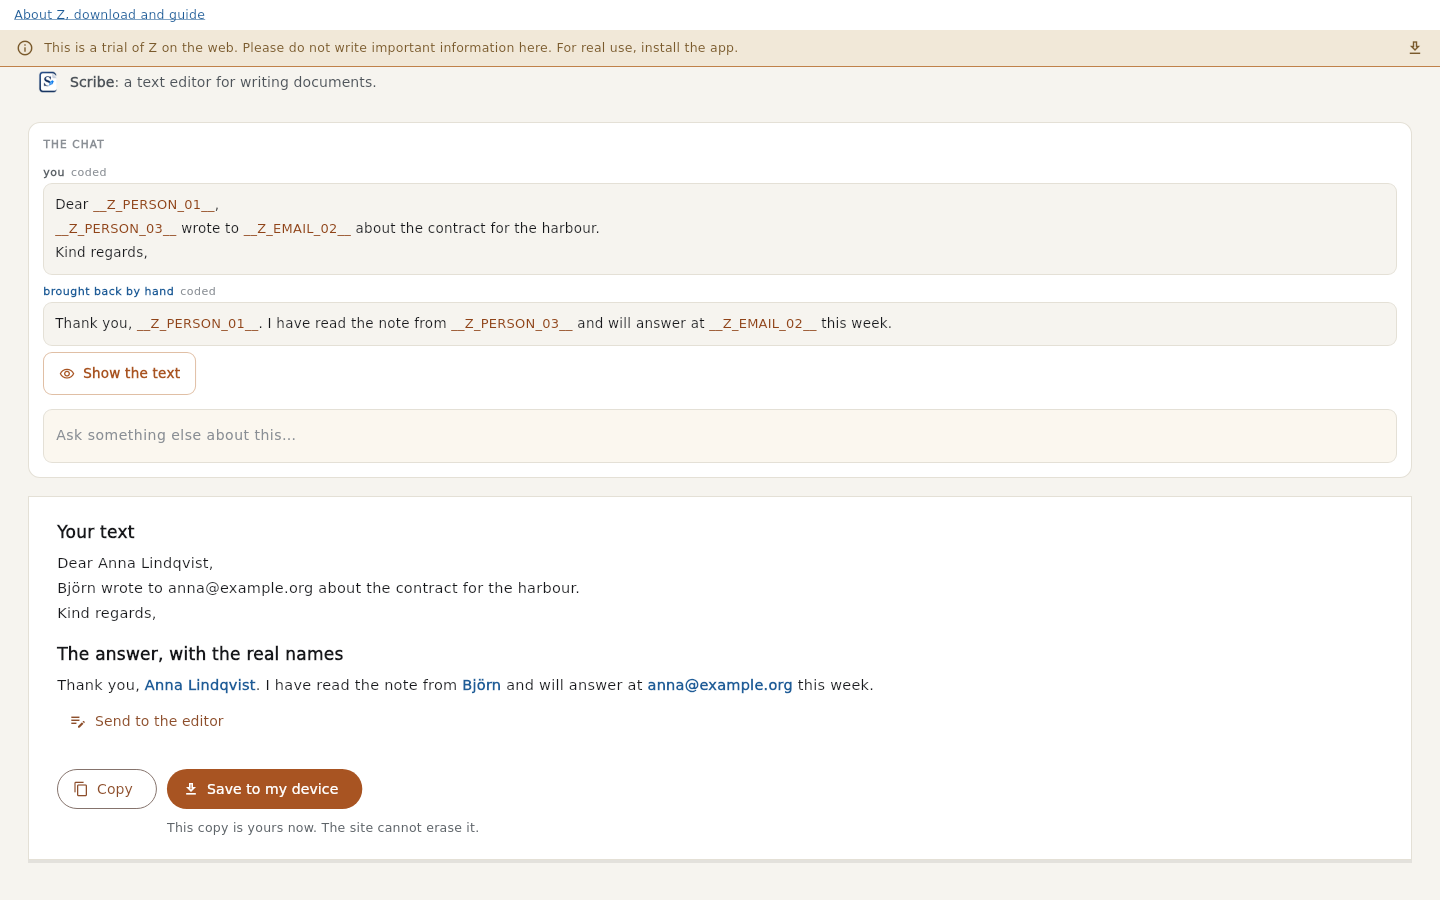 About Z, download and guide
This is a trial of Z on the web. Please do not write important information here. For real use, install the app.
Scribe: a text editor for writing documents.
THE CHAT
you coded
Dear __Z_PERSON_01__,
__Z_PERSON_03__ wrote to __Z_EMAIL_02__ about the contract for the harbour.
Kind regards,
brought back by hand coded
Thank you, __Z_PERSON_01__. I have read the note from __Z_PERSON_03__ and will answer at __Z_EMAIL_02__ this week.
Show the text
Ask something else about this...
Your text
Dear Anna Lindqvist,
Björn wrote to anna@example.org about the contract for the harbour.
Kind regards,
The answer, with the real names
Thank you, Anna Lindqvist. I have read the note from Björn and will answer at anna@example.org this week.
Send to the editor
Copy
Save to my device
This copy is yours now. The site cannot erase it.